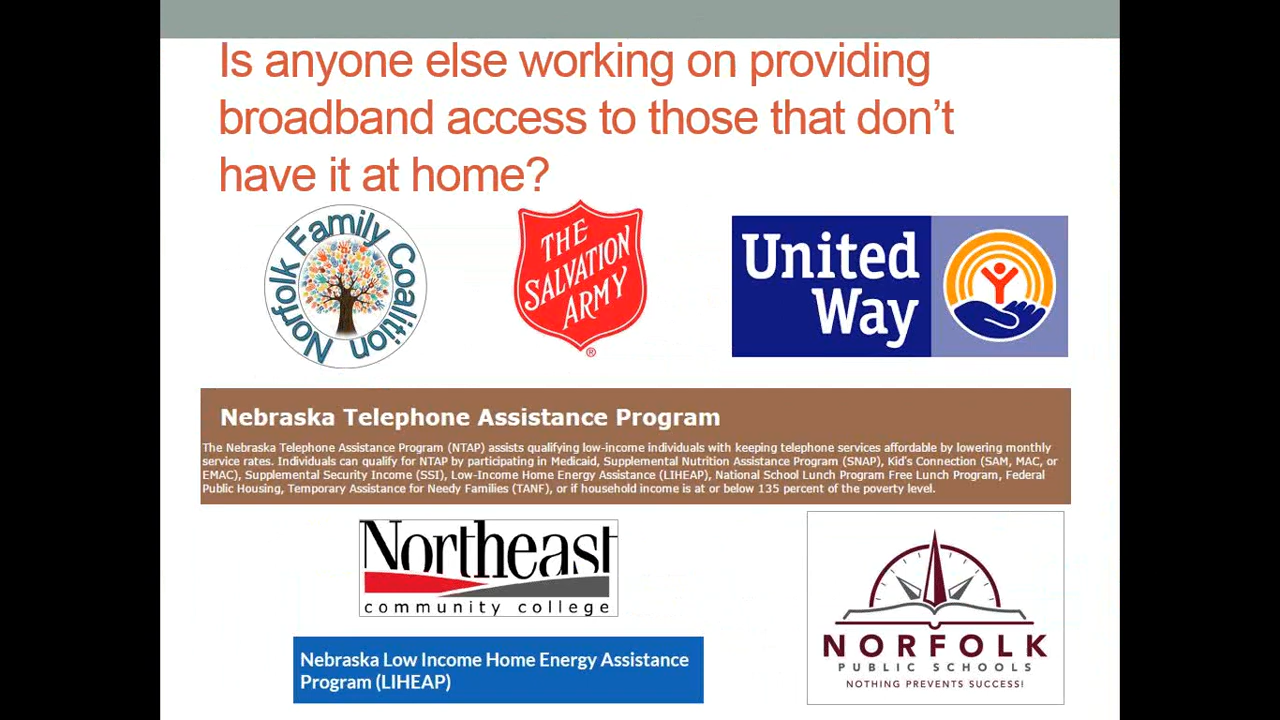 Is anyone else working on providing
broadband access to those that don’t
have it at home?
Norfolk Family Coalition
THE
SALVATION
ARMY
®
United
Way
Nebraska Telephone Assistance Program
The Nebraska Telephone Assistance Program (NTAP) assists qualifying low-income individuals with keeping telephone services affordable by lowering monthly
service rates. Individuals can qualify for NTAP by participating in Medicaid, Supplemental Nutrition Assistance Program (SNAP), Kid's Connection (SAM, MAC, or
EMAC), Supplemental Security Income (SSI), Low-Income Home Energy Assistance (LIHEAP), National School Lunch Program Free Lunch Program, Federal
Public Housing, Temporary Assistance for Needy Families (TANF), or if household income is at or below 135 percent of the poverty level.
Northeast
community college
Nebraska Low Income Home Energy Assistance
Program (LIHEAP)
NORFOLK
PUBLIC SCHOOLS
NOTHING PREVENTS SUCCESS!